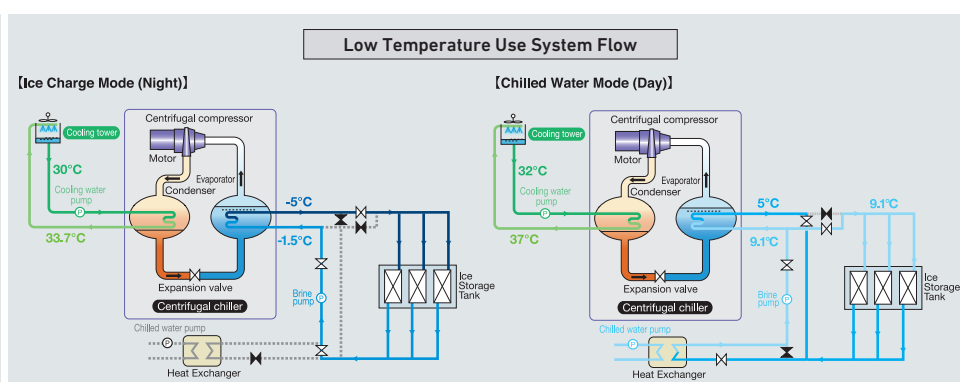 Low Temperature Use System Flow
【Ice Charge Mode (Night)】
Centrifugal compressor
Cooling tower
Motor
30°C
Evaporator
Condenser
Cooling water
pump
P
-5°C
33.7°C
-1.5°C
Expansion valve
Centrifugal chiller
Brine
pump
P
Ice
Storage
Tank
Chilled water pump
P
Heat Exchanger
【Chilled Water Mode (Day)】
Centrifugal compressor
Cooling tower
Motor
32°C
Evaporator
Condenser
Cooling water
pump
P
5°C
9.1°C
37°C
9.1°C
Expansion valve
Centrifugal chiller
Brine
pump
P
Ice
Storage
Tank
Chilled water pump
P
Heat Exchanger